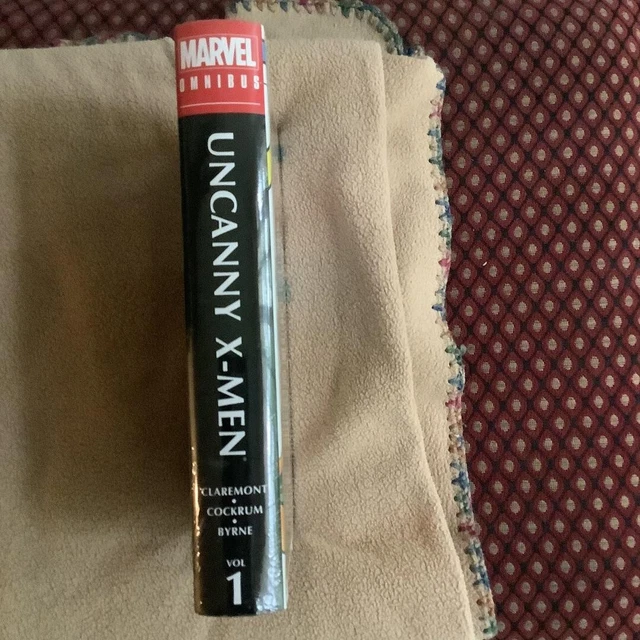 MARVEL
OMNIBUS
UNCANNY X-MEN
CLAREMONT
•
COCKRUM
•
BYRNE
VOL
1